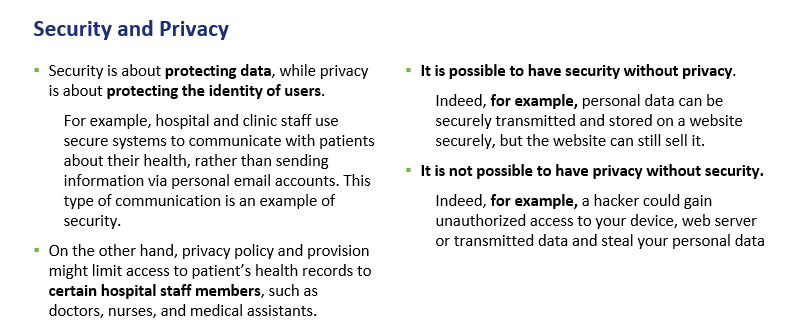 Security and Privacy
Security is about protecting data, while privacy
is about protecting the identity of users.
For example, hospital and clinic staff use
secure systems to communicate with patients
about their health, rather than sending
information via personal email accounts. This
type of communication is an example of
security.
On the other hand, privacy policy and provision
might limit access to patient’s health records to
certain hospital staff members, such as
doctors, nurses, and medical assistants.
It is possible to have security without privacy.
Indeed, for example, personal data can be
securely transmitted and stored on a website
securely, but the website can still sell it.
It is not possible to have privacy without security.
Indeed, for example, a hacker could gain
unauthorized access to your device, web server
or transmitted data and steal your personal data